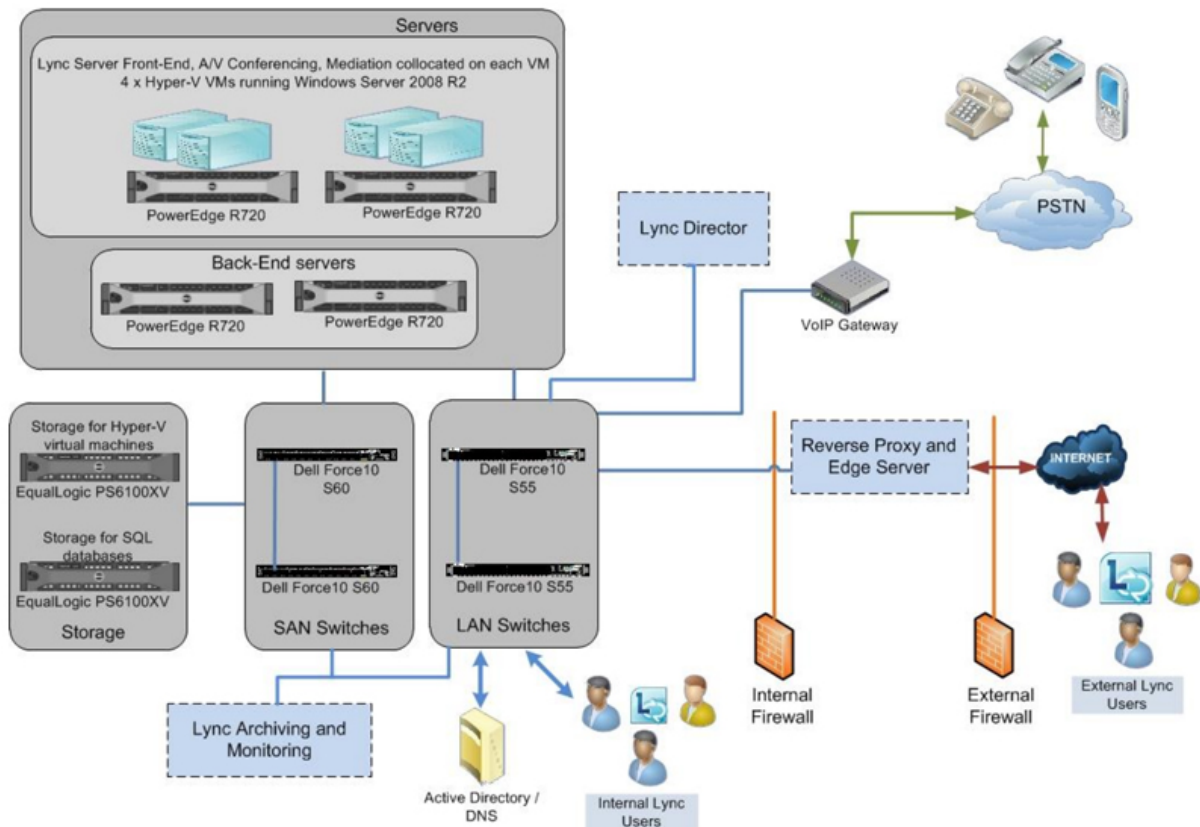 Servers
Lync Server Front-End, A/V Conferencing, Mediation collocated on each VM
4 x Hyper-V VMs running Windows Server 2008 R2
PowerEdge R720
PowerEdge R720
Back-End servers
PowerEdge R720
PowerEdge R720
Lync Director
PSTN
VoIP Gateway
Storage for Hyper-V
virtual machines
EqualLogic PS6100XV
Storage for SQL
databases
EqualLogic PS6100XV
Storage
Dell Force10
S60
Dell Force10 S60
SAN Switches
Dell Force10
S55
Dell Force10 S55
LAN Switches
Reverse Proxy and
Edge Server
INTERNET
Internal
Firewall
External
Firewall
External Lync
Users
Lync Archiving and
Monitoring
Active Directory /
DNS
Internal Lync
Users